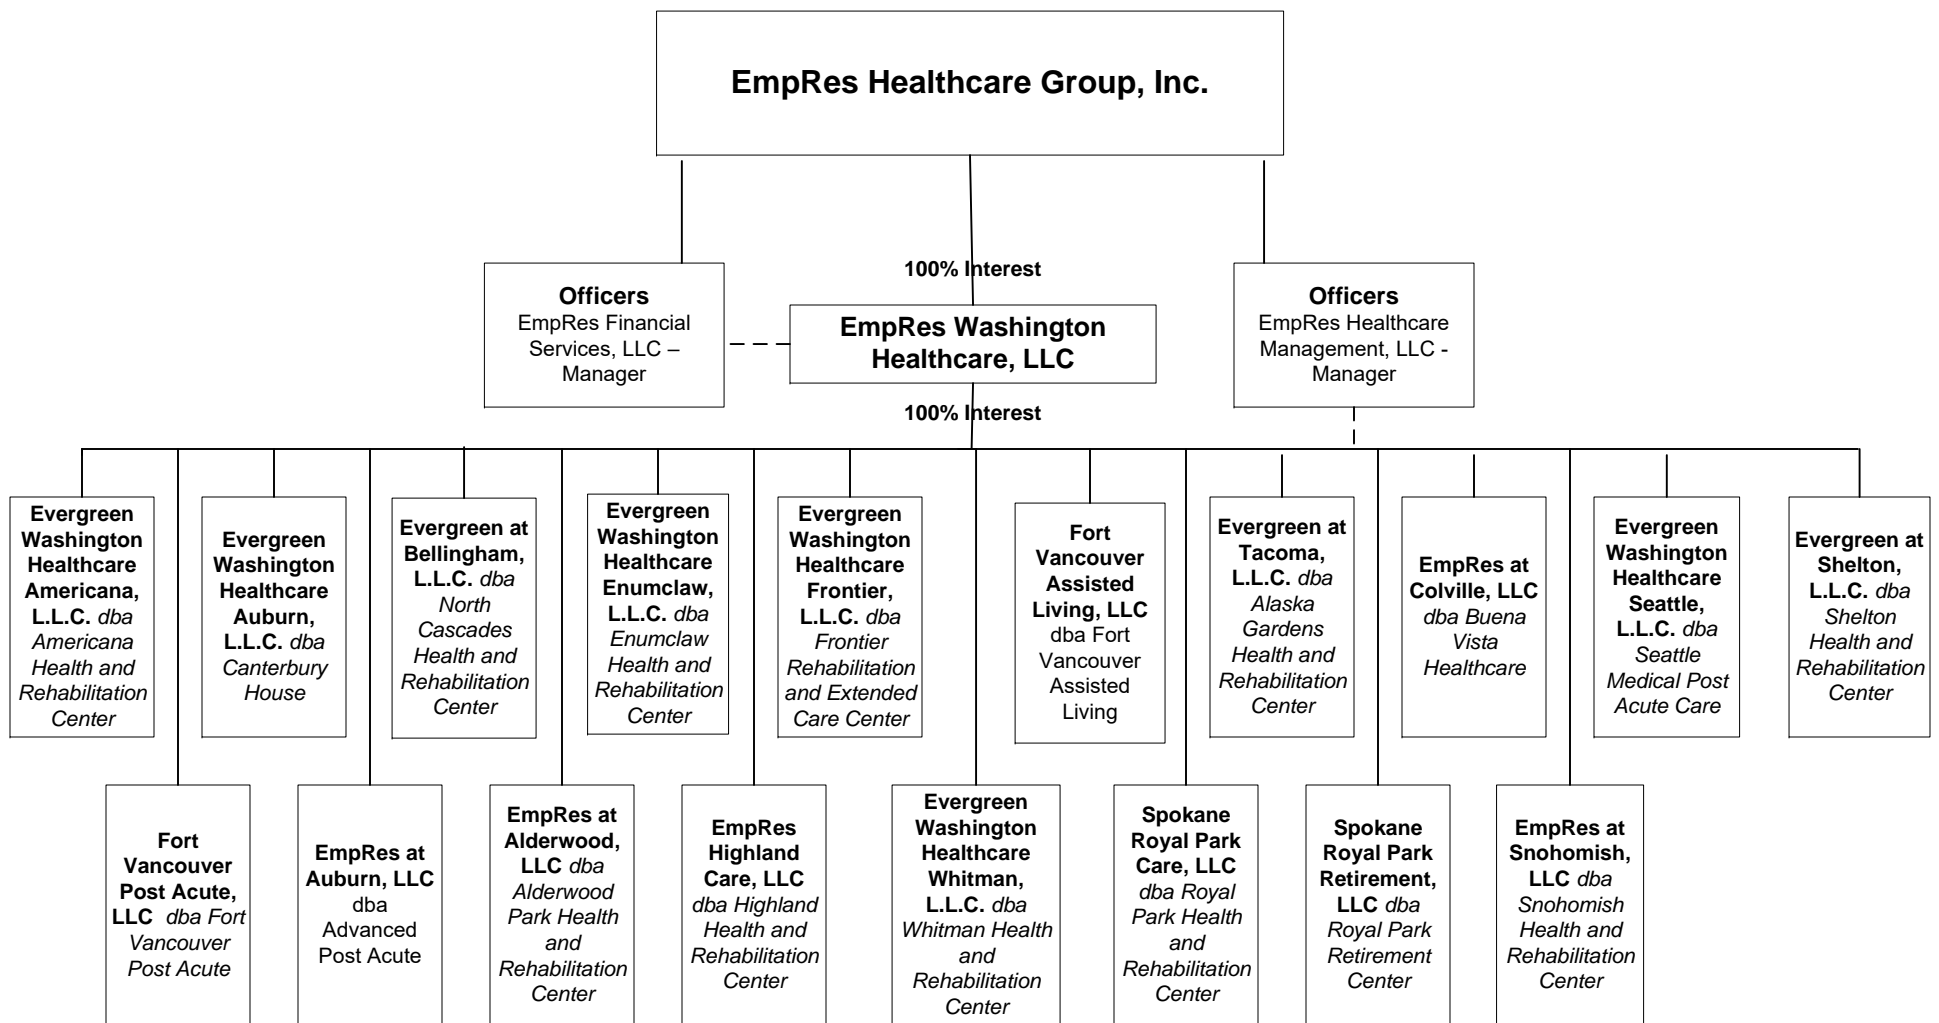 EmpRes Healthcare Group, Inc.
100% Interest
Officers
EmpRes Financial
Services, LLC –
Manager
EmpRes Washington
Healthcare, LLC
Officers
EmpRes Healthcare
Management, LLC -
Manager
100% Interest
Evergreen
Washington
Healthcare
Americana,
L.L.C. dba
Americana
Health and
Rehabilitation
Center
Evergreen
Washington
Healthcare
Auburn,
L.L.C. dba
Canterbury
House
Evergreen at
Bellingham,
L.L.C. dba
North
Cascades
Health and
Rehabilitation
Center
Evergreen
Washington
Healthcare
Enumclaw,
L.L.C. dba
Enumclaw
Health and
Rehabilitation
Center
Evergreen
Washington
Healthcare
Frontier,
L.L.C. dba
Frontier
Rehabilitation
and Extended
Care Center
Fort
Vancouver
Assisted
Living, LLC
dba Fort
Vancouver
Assisted
Living
Evergreen at
Tacoma,
L.L.C. dba
Alaska
Gardens
Health and
Rehabilitation
Center
EmpRes at
Colville, LLC
dba Buena
Vista
Healthcare
Evergreen
Washington
Healthcare
Seattle,
L.L.C. dba
Seattle
Medical Post
Acute Care
Evergreen at
Shelton,
L.L.C. dba
Shelton
Health and
Rehabilitation
Center
Fort
Vancouver
Post Acute,
LLC dba Fort
Vancouver
Post Acute
EmpRes at
Auburn, LLC
dba
Advanced
Post Acute
EmpRes at
Alderwood,
LLC dba
Alderwood
Park Health
and
Rehabilitation
Center
EmpRes
Highland
Care, LLC
dba Highland
Health and
Rehabilitation
Center
Evergreen
Washington
Healthcare
Whitman,
L.L.C. dba
Whitman Health
and
Rehabilitation
Center
Spokane
Royal Park
Care, LLC
dba Royal
Park Health
and
Rehabilitation
Center
Spokane
Royal Park
Retirement,
LLC dba
Royal Park
Retirement
Center
EmpRes at
Snohomish,
LLC dba
Snohomish
Health and
Rehabilitation
Center